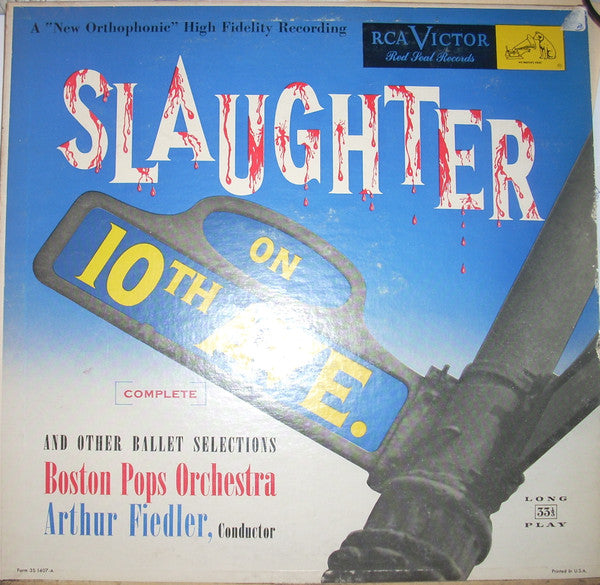 A "New Orthophonic" High Fidelity Recording
RCA VICTOR
Red Seal Records
SLAUGHTER
ON
10TH AVE.
[COMPLETE]
AND OTHER BALLET SELECTIONS
Boston Pops Orchestra
Arthur Fiedler, Conductor
LONG
33⅓
PLAY
Printed in U.S.A.